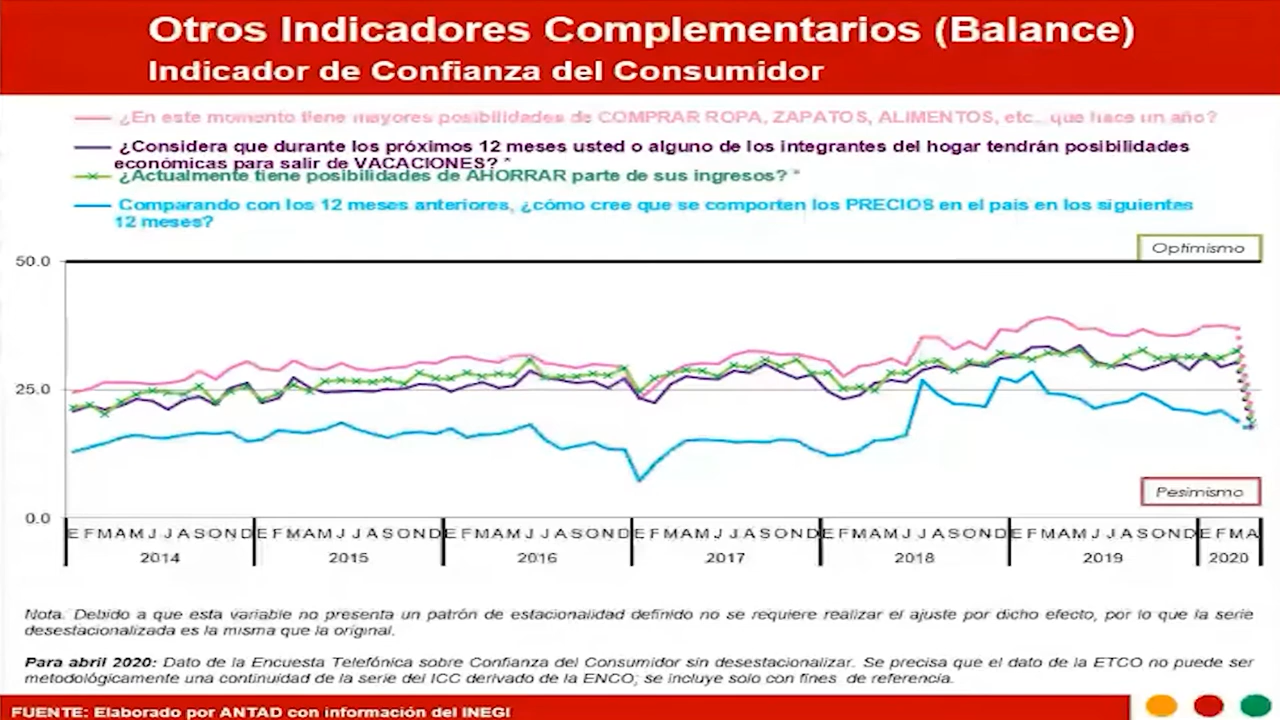 Otros Indicadores Complementarios (Balance)
Indicador de Confianza del Consumidor
¿En este momento tiene mayores posibilidades de COMPRAR ROPA, ZAPATOS, ALIMENTOS, etc., que hace un año?
¿Considera que durante los próximos 12 meses usted o alguno de los integrantes del hogar tendrán posibilidades
económicas para salir de VACACIONES? *
¿Actualmente tiene posibilidades de AHORRAR parte de sus ingresos? *
Comparando con los 12 meses anteriores, ¿cómo cree que se comporten los PRECIOS en el país en los siguientes
12 meses?
Optimismo
50.0
25.0
Pesimismo
0.0
E F M A M J J A S O N D E F M A M J J A S O N D E F M A M J J A S O N D E F M A M J J A S O N D E F M A M J J A S O N D E F M A M J J A S O N D E F M A
2014 2015 2016 2017 2018 2019 2020
Nota. Debido a que esta variable no presenta un patrón de estacionalidad definido no se requiere realizar el ajuste por dicho efecto, por lo que la serie
desestacionalizada es la misma que la original.
Para abril 2020: Dato de la Encuesta Telefónica sobre Confianza del Consumidor sin desestacionalizar. Se precisa que el dato de la ETCO no puede ser
metodológicamente una continuidad de la serie del ICC derivado de la ENCO; se incluye solo con fines de referencia.
FUENTE: Elaborado por ANTAD con información del INEGI